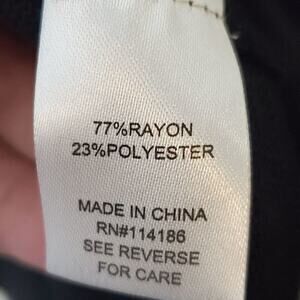 77%RAYON
23%POLYESTER
MADE IN CHINA
RN#114186
SEE REVERSE
FOR CARE